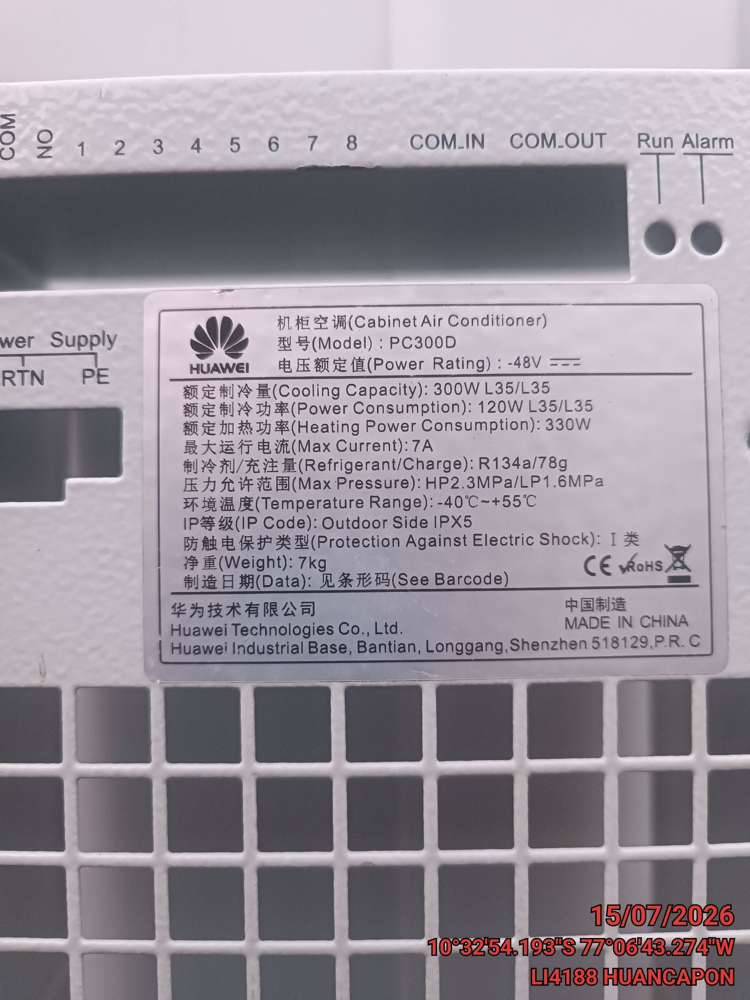 COM NO 1 2 3 4 5 6 7 8 COM_IN COM_OUT Run Alarm
wer Supply
RTN PE
HUAWEI
机柜空调(Cabinet Air Conditioner)
型号(Model) : PC300D
电压额定值(Power Rating) : -48V ⎓
额定制冷量(Cooling Capacity): 300W L35/L35
额定制冷功率(Power Consumption): 120W L35/L35
额定加热功率(Heating Power Consumption): 330W
最大运行电流(Max Current): 7A
制冷剂/充注量(Refrigerant/Charge): R134a/78g
压力允许范围(Max Pressure): HP2.3MPa/LP1.6MPa
环境温度(Temperature Range): -40℃~+55℃
IP等级(IP Code): Outdoor Side IPX5
防触电保护类型(Protection Against Electric Shock): I 类
净重(Weight): 7kg
制造日期(Data): 见条形码(See Barcode)
CE RoHS
华为技术有限公司
Huawei Technologies Co., Ltd.
Huawei Industrial Base, Bantian, Longgang,Shenzhen 518129,P.R. C
中国制造
MADE IN CHINA
15/07/2026
10°32'54.193"S 77°06'43.274"W
LI4188 HUANCAPON